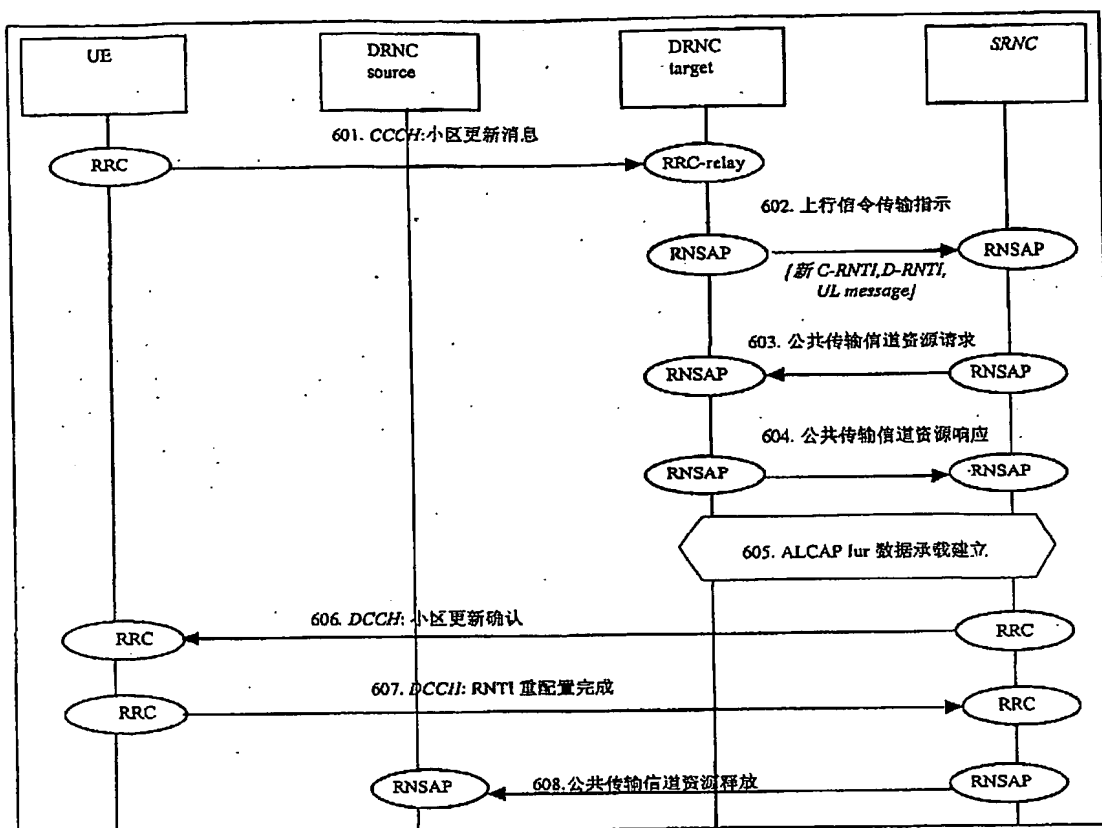 UE
DRNC
source
DRNC
target
SRNC
601. CCCH:小区更新消息
RRC
RRC-relay
602. 上行信令传输指示
RNSAP
RNSAP
{新 C-RNTI,D-RNTI,
UL message}
603. 公共传输信道资源请求
RNSAP
RNSAP
604. 公共传输信道资源响应
RNSAP
RNSAP
605. ALCAP Iur 数据承载建立
606. DCCH: 小区更新确认
RRC
RRC
607. DCCH: RNTI 重配置完成
RRC
RRC
608.公共传输信道资源释放
RNSAP
RNSAP